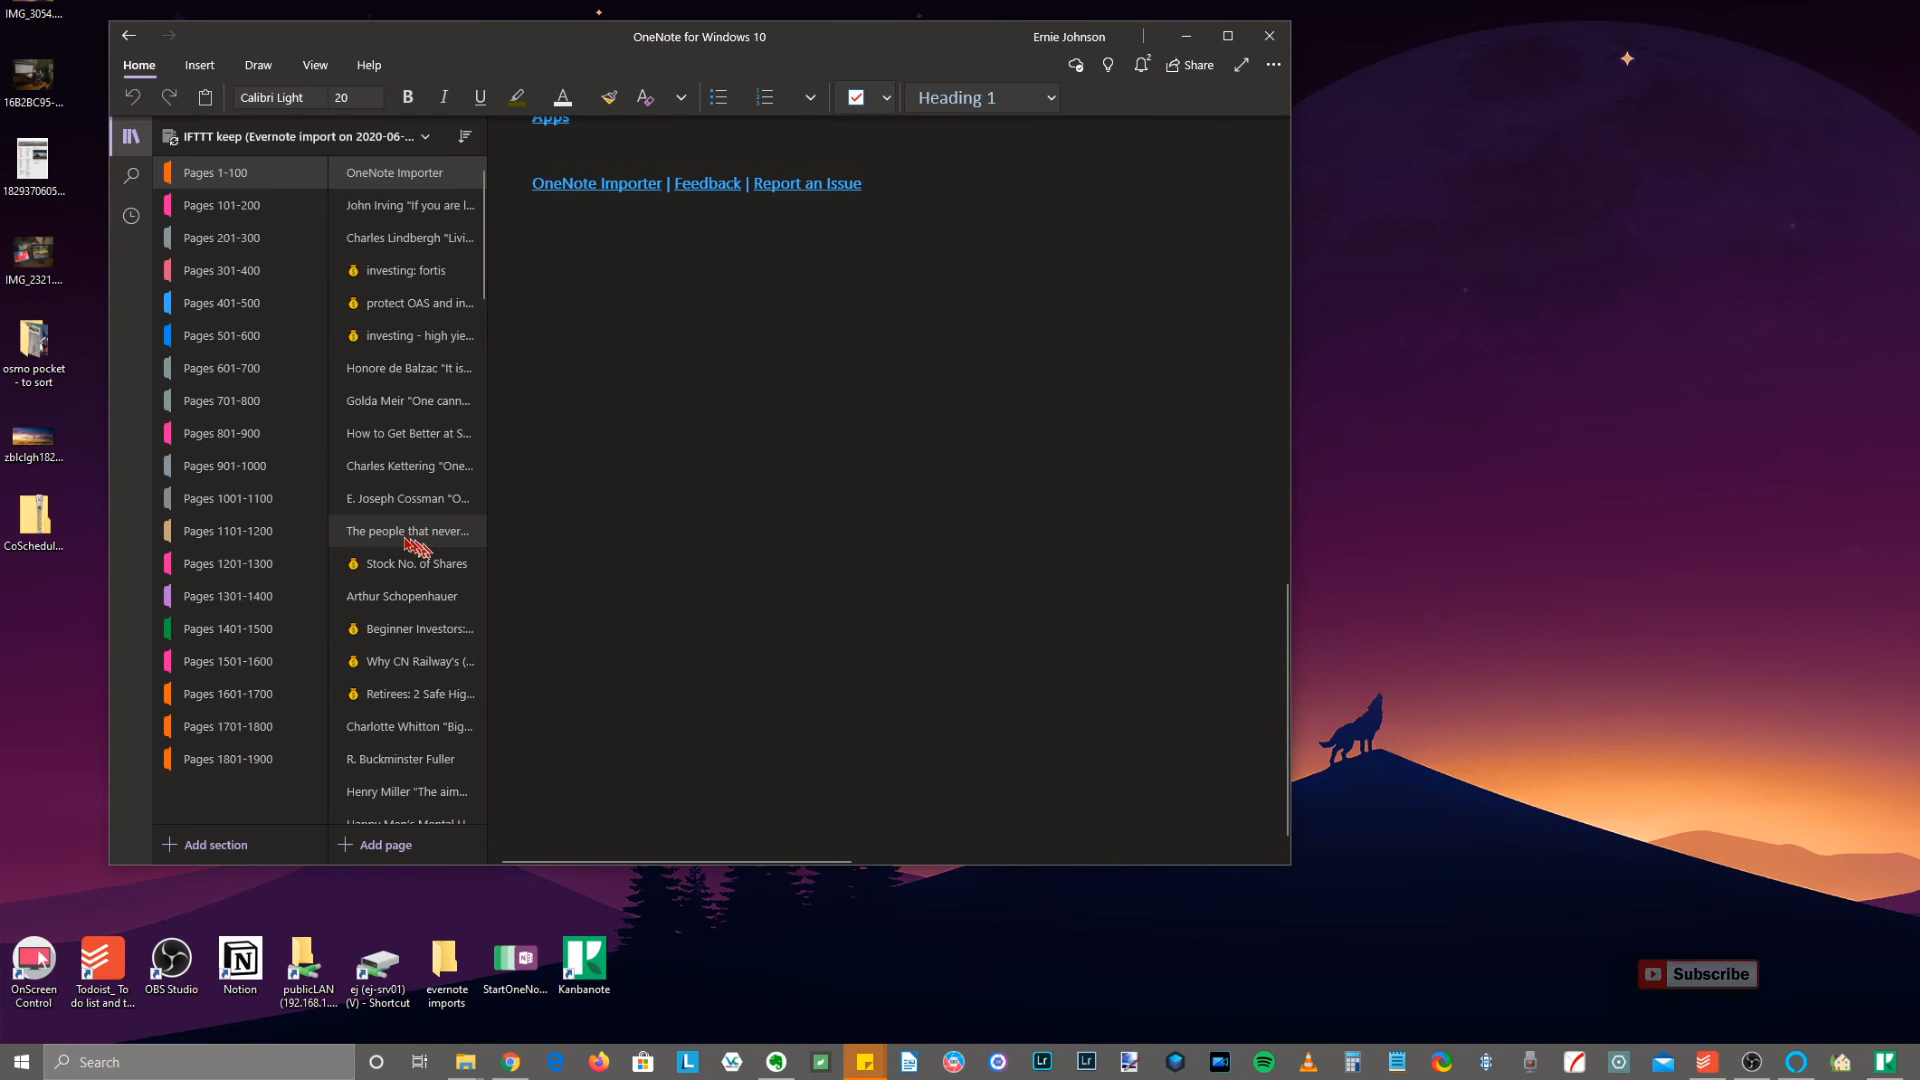 IMG_3054....
16B2BC95-...
1829370605...
IMG_2321....
osmo pocket
- to sort
zblclgh182...
CoSchedul...
OneNote for Windows 10
Ernie Johnson
Home
Insert
Draw
View
Help
2
Share
Calibri Light
20
B
I
U
A
Heading 1
IFTTT keep (Evernote import on 2020-06-...
Pages 1-100
Pages 101-200
Pages 201-300
Pages 301-400
Pages 401-500
Pages 501-600
Pages 601-700
Pages 701-800
Pages 801-900
Pages 901-1000
Pages 1001-1100
Pages 1101-1200
Pages 1201-1300
Pages 1301-1400
Pages 1401-1500
Pages 1501-1600
Pages 1601-1700
Pages 1701-1800
Pages 1801-1900
Add section
OneNote Importer
John Irving "If you are l...
Charles Lindbergh "Livi...
investing: fortis
protect OAS and in...
investing - high yie...
Honore de Balzac "It is...
Golda Meir "One cann...
How to Get Better at S...
Charles Kettering "One...
E. Joseph Cossman "O...
The people that never...
Stock No. of Shares
Arthur Schopenhauer
Beginner Investors:...
Why CN Railway's (...
Retirees: 2 Safe Hig...
Charlotte Whitton "Big...
R. Buckminster Fuller
Henry Miller "The aim...
Add page
Apps
OneNote Importer | Feedback | Report an Issue
OnScreen
Control
Todoist_ To
do list and t...
OBS Studio
Notion
publicLAN
(192.168.1....
ej (ej-srv01)
(V) - Shortcut
evernote
imports
StartOneNo...
Kanbanote
Subscribe
Search